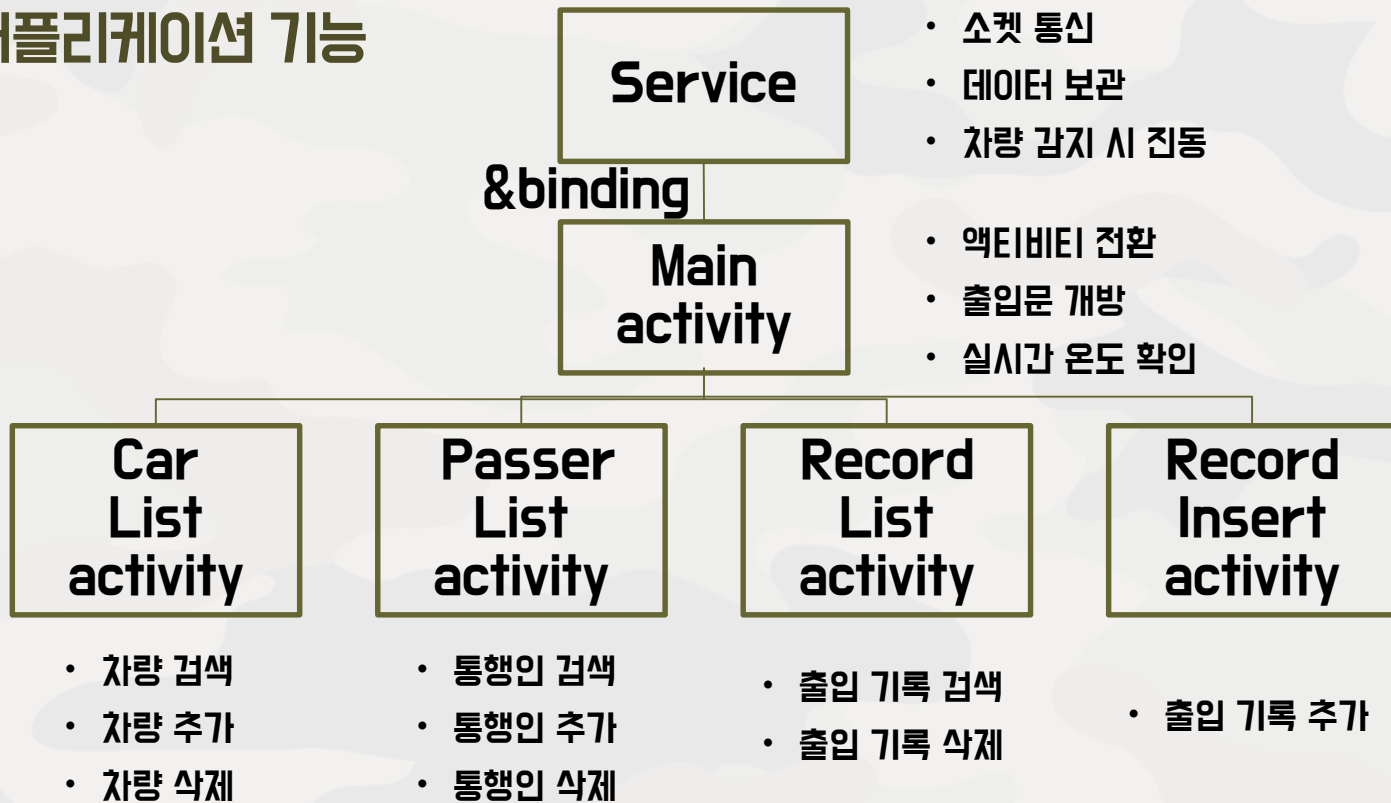 어플리케이션 기능
Service
• 소켓 통신
• 데이터 보관
• 차량 감지 시 진동
&binding
Main
activity
• 액티비티 전환
• 출입문 개방
• 실시간 온도 확인
Car
List
activity
Passer
List
activity
Record
List
activity
Record
Insert
activity
• 차량 검색
• 차량 추가
• 차량 삭제
• 통행인 검색
• 통행인 추가
• 통행인 삭제
• 출입 기록 검색
• 출입 기록 삭제
• 출입 기록 추가